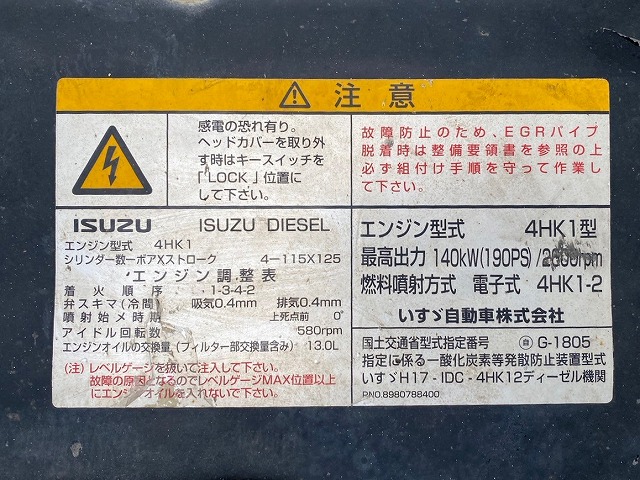 注意
感電の恐れ有り。
ヘッドカバーを取り外
す時はキースイッチを
「LOCK」位置に
して下さい。
故障防止のため、EGRパイプ
脱着時は整備要領書を参照の上
必ず組付け手順を守って作業し
て下さい。
ISUZU ISUZU DIESEL
エンジン型式 4HK1
シリンダー数−ボアXストローク 4−115X125
エンジン調整表
着火順序 1-3-4-2
弁スキマ(冷間) 吸気0.4mm 排気0.4mm
噴射始メ時期 上死点前 0°
アイドル回転数 580rpm
エンジンオイルの交換量(フィルター部交換量含み) 13.0L
(注)レベルゲージを抜いて注入して下さい。
故障の原因となるのでレベルゲージMAX位置以上
にエンジンオイルを入れないで下さい。
エンジン型式 4HK1型
最高出力 140kW(190PS)/2600rpm
燃料噴射方式 電子式 4HK1-2
いすゞ自動車株式会社
国土交通省型式指定番号 自 G-1805
指定に係る一酸化炭素等発散防止装置型式
いすゞH17-IDC-4HK12ディーゼル機関
P.NO.8980788400